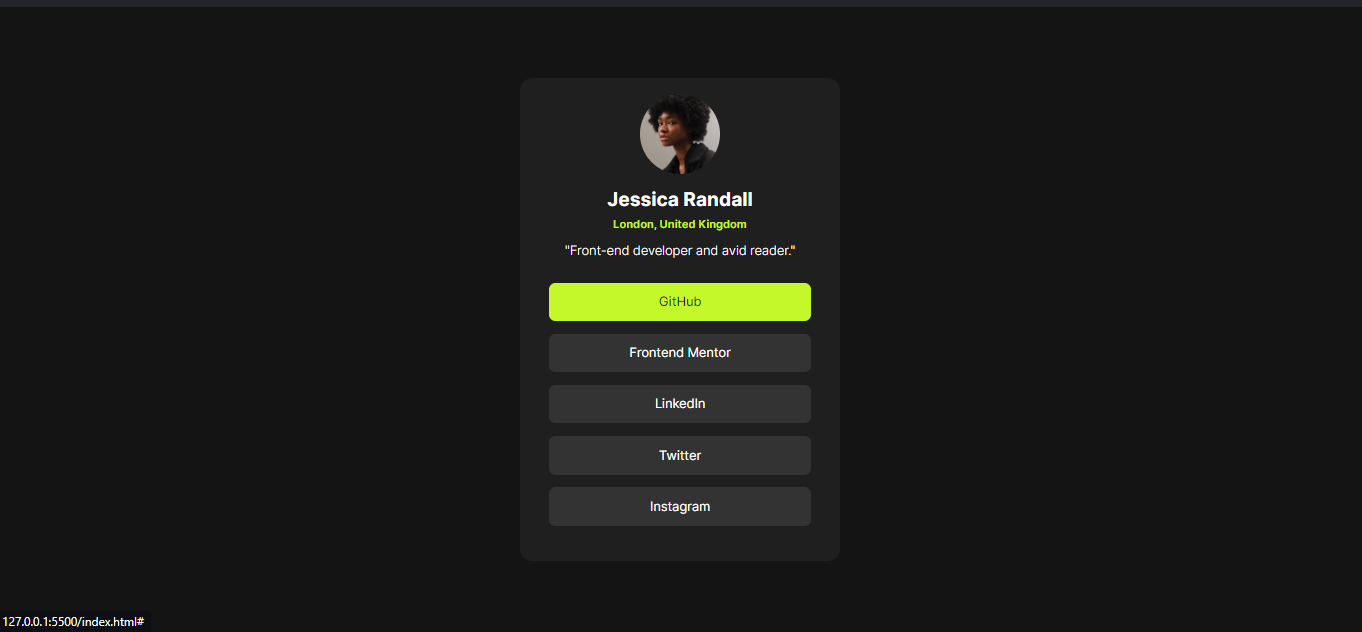 Jessica Randall
London, United Kingdom
"Front-end developer and avid reader."
GitHub
Frontend Mentor
LinkedIn
Twitter
Instagram
127.0.0.1:5500/index.html#